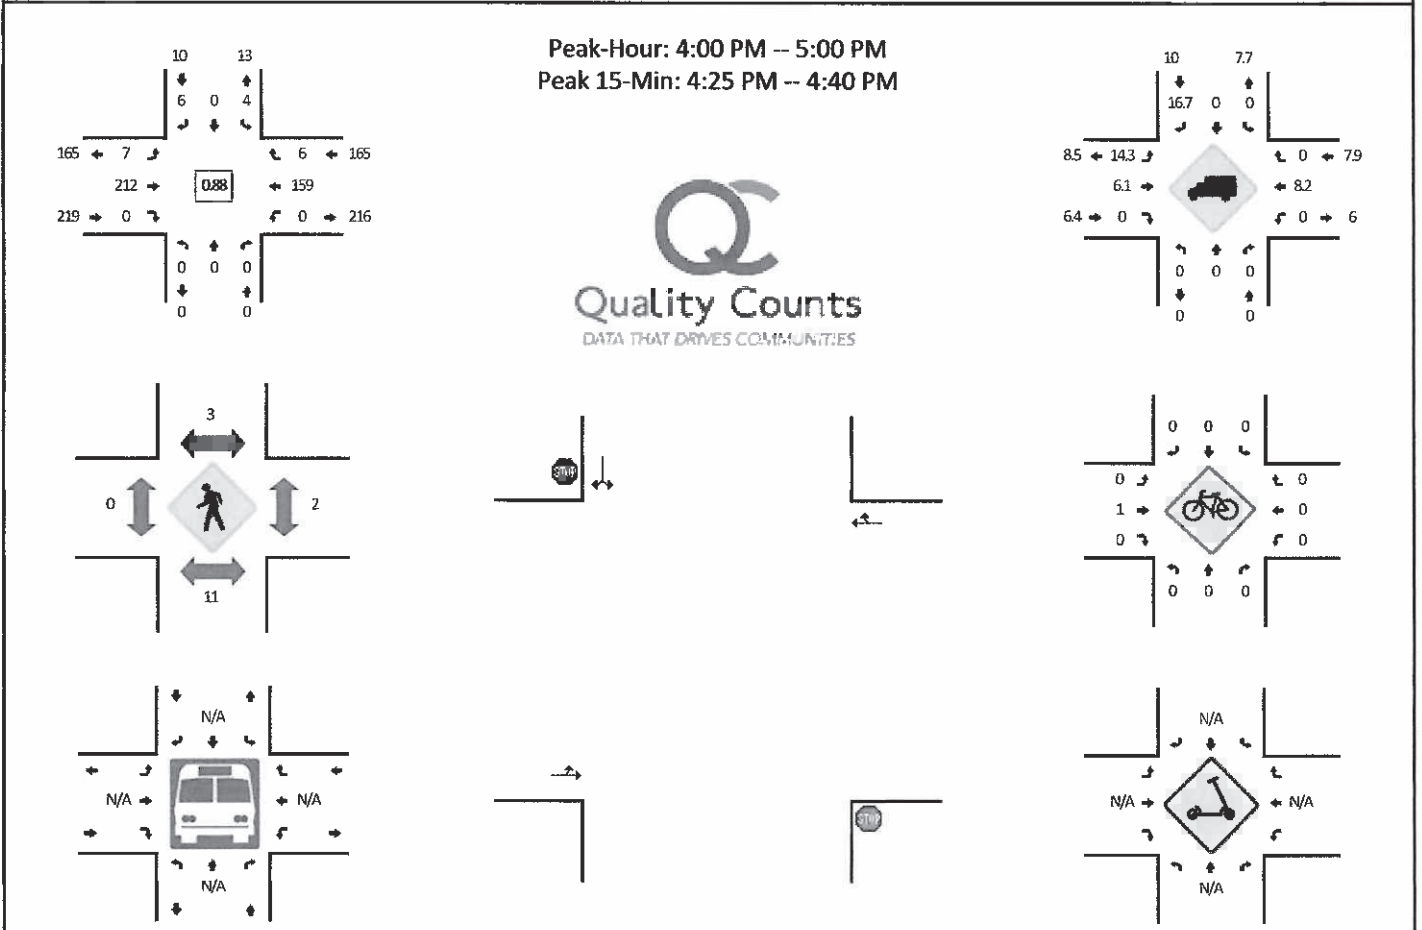 Peak-Hour: 4:00 PM -- 5:00 PM
Peak 15-Min: 4:25 PM -- 4:40 PM
10 13
6 0 4
165 7 6 165
212 0.88 159
219 0 0 216
0 0 0
0 0
Quality Counts
DATA THAT DRIVES COMMUNITIES
10 7.7
16.7 0 0
8.5 14.3 0 7.9
6.1 8.2
6.4 0 0 6
0 0 0
0 0
3
0 2
11
STOP
0 0 0
0 0
1 0
0 0
0 0 0
N/A
N/A N/A
N/A
STOP
N/A
N/A N/A
N/A